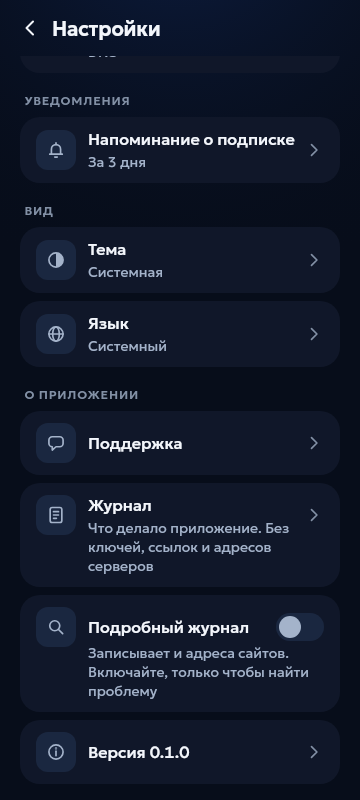 Настройки
УВЕДОМЛЕНИЯ
Напоминание о подписке
За 3 дня
ВИД
Тема
Системная
Язык
Системный
О ПРИЛОЖЕНИИ
Поддержка
Журнал
Что делало приложение. Без
ключей, ссылок и адресов
серверов
Подробный журнал
Записывает и адреса сайтов.
Включайте, только чтобы найти
проблему
Версия 0.1.0